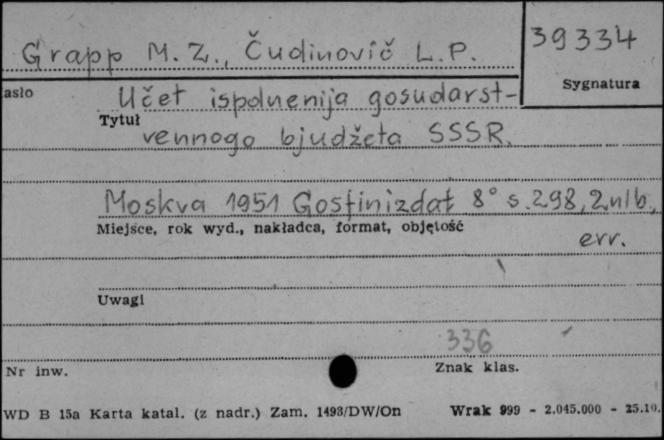 39334
Grapp M. Z., Čudinovič L. P.
Sygnatura
asło
Učet ispolnenija gosudarst-
Tytuł
vennogo bjudžeta SSSR.
Moskva 1951 Gosfinizdat 8° s. 298, 2 nlb,
Miejsce, rok wyd., nakładca, format, objętość
err.
Uwagi
336
Nr inw.
Znak klas.
WD B 15a Karta katal. (z nadr.) Zam. 1493/DW/On Wrak 999 - 2.045.000 - 25.10.